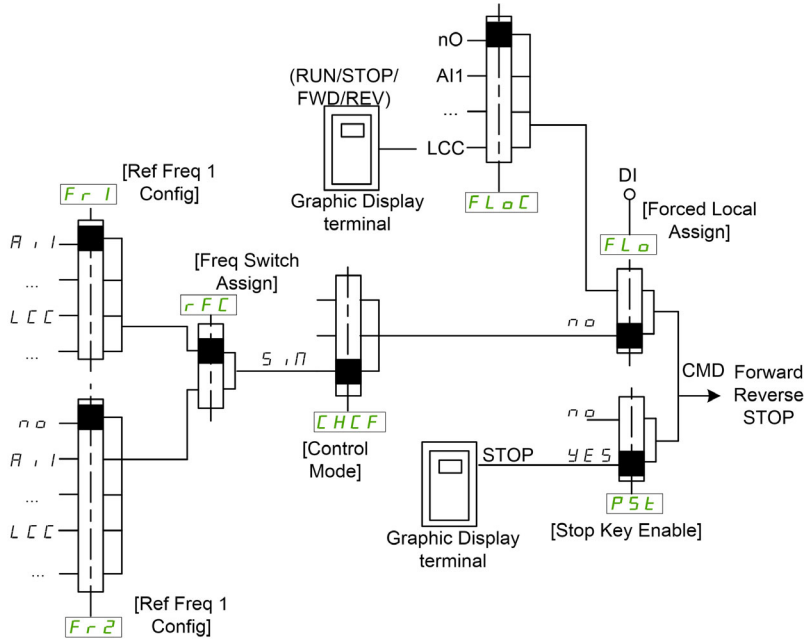 nO
AI1
...
LCC
(RUN/STOP/
FWD/REV)
Graphic Display
terminal
FLoC
DI
[Forced Local
Assign]
FLo
[Ref Freq 1
Config]
Fr1
Ai1
...
LCC
...
[Freq Switch
Assign]
rFC
SiM
CHCF
[Control
Mode]
no
CMD
Forward
Reverse
STOP
no
Ai1
...
LCC
...
Fr2
[Ref Freq 1
Config]
no
STOP
YES
Graphic Display
terminal
PSt
[Stop Key Enable]